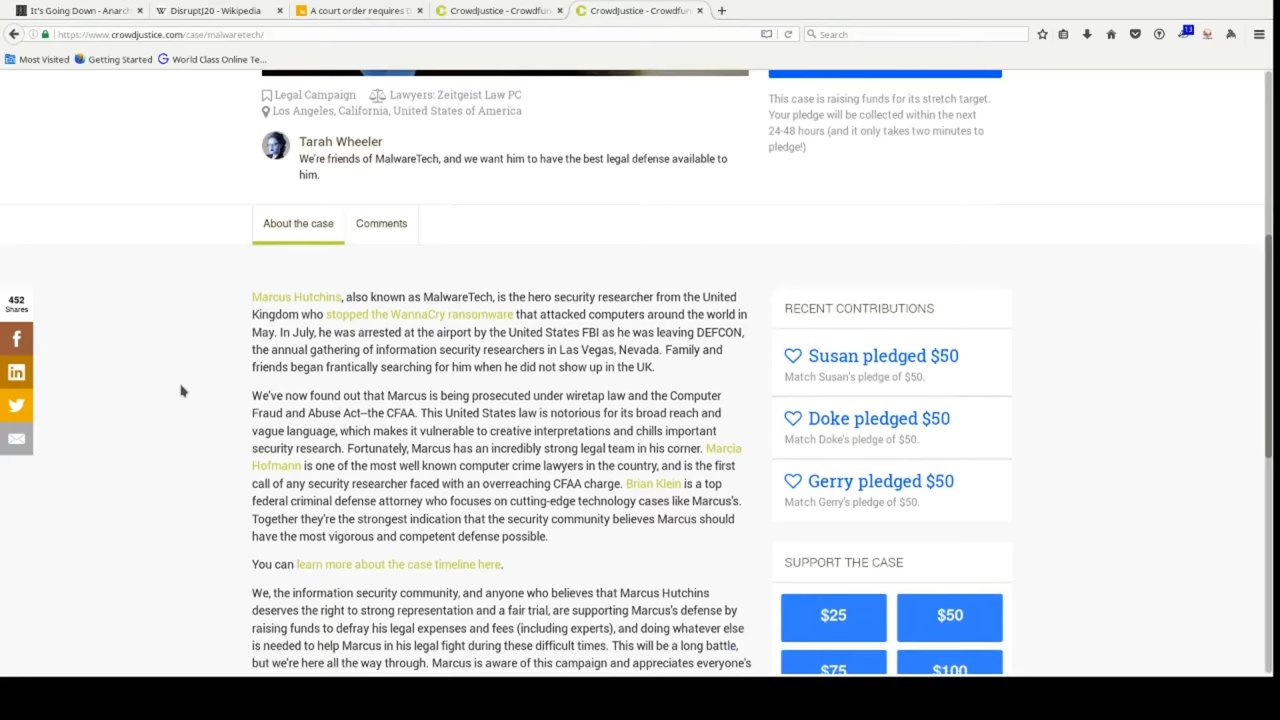 It's Going Down - Anarch
DisruptJ20 - Wikipedia
A court order requires D
CrowdJustice - Crowdfun
CrowdJustice - Crowdfun
https://www.crowdjustice.com/case/malwaretech/
Search
13
Most Visited
Getting Started
World Class Online Te...
Legal Campaign
Lawyers: Zeitgeist Law PC
Los Angeles, California, United States of America
Tarah Wheeler
We're friends of MalwareTech, and we want him to have the best legal defense available to
him.
This case is raising funds for its stretch target.
Your pledge will be collected within the next
24-48 hours (and it only takes two minutes to
pledge!)
About the case
Comments
452
Shares
Marcus Hutchins, also known as MalwareTech, is the hero security researcher from the United
Kingdom who stopped the WannaCry ransomware that attacked computers around the world in
May. In July, he was arrested at the airport by the United States FBI as he was leaving DEFCON,
the annual gathering of information security researchers in Las Vegas, Nevada. Family and
friends began frantically searching for him when he did not show up in the UK.
We've now found out that Marcus is being prosecuted under wiretap law and the Computer
Fraud and Abuse Act--the CFAA. This United States law is notorious for its broad reach and
vague language, which makes it vulnerable to creative interpretations and chills important
security research. Fortunately, Marcus has an incredibly strong legal team in his corner. Marcia
Hofmann is one of the most well known computer crime lawyers in the country, and is the first
call of any security researcher faced with an overreaching CFAA charge. Brian Klein is a top
federal criminal defense attorney who focuses on cutting-edge technology cases like Marcus's.
Together they're the strongest indication that the security community believes Marcus should
have the most vigorous and competent defense possible.
You can learn more about the case timeline here.
We, the information security community, and anyone who believes that Marcus Hutchins
deserves the right to strong representation and a fair trial, are supporting Marcus's defense by
raising funds to defray his legal expenses and fees (including experts), and doing whatever else
is needed to help Marcus in his legal fight during these difficult times. This will be a long battle,
but we're here all the way through. Marcus is aware of this campaign and appreciates everyone's
RECENT CONTRIBUTIONS
Susan pledged $50
Match Susan's pledge of $50.
Doke pledged $50
Match Doke's pledge of $50.
Gerry pledged $50
Match Gerry's pledge of $50.
SUPPORT THE CASE
$25
$50
$75
$100